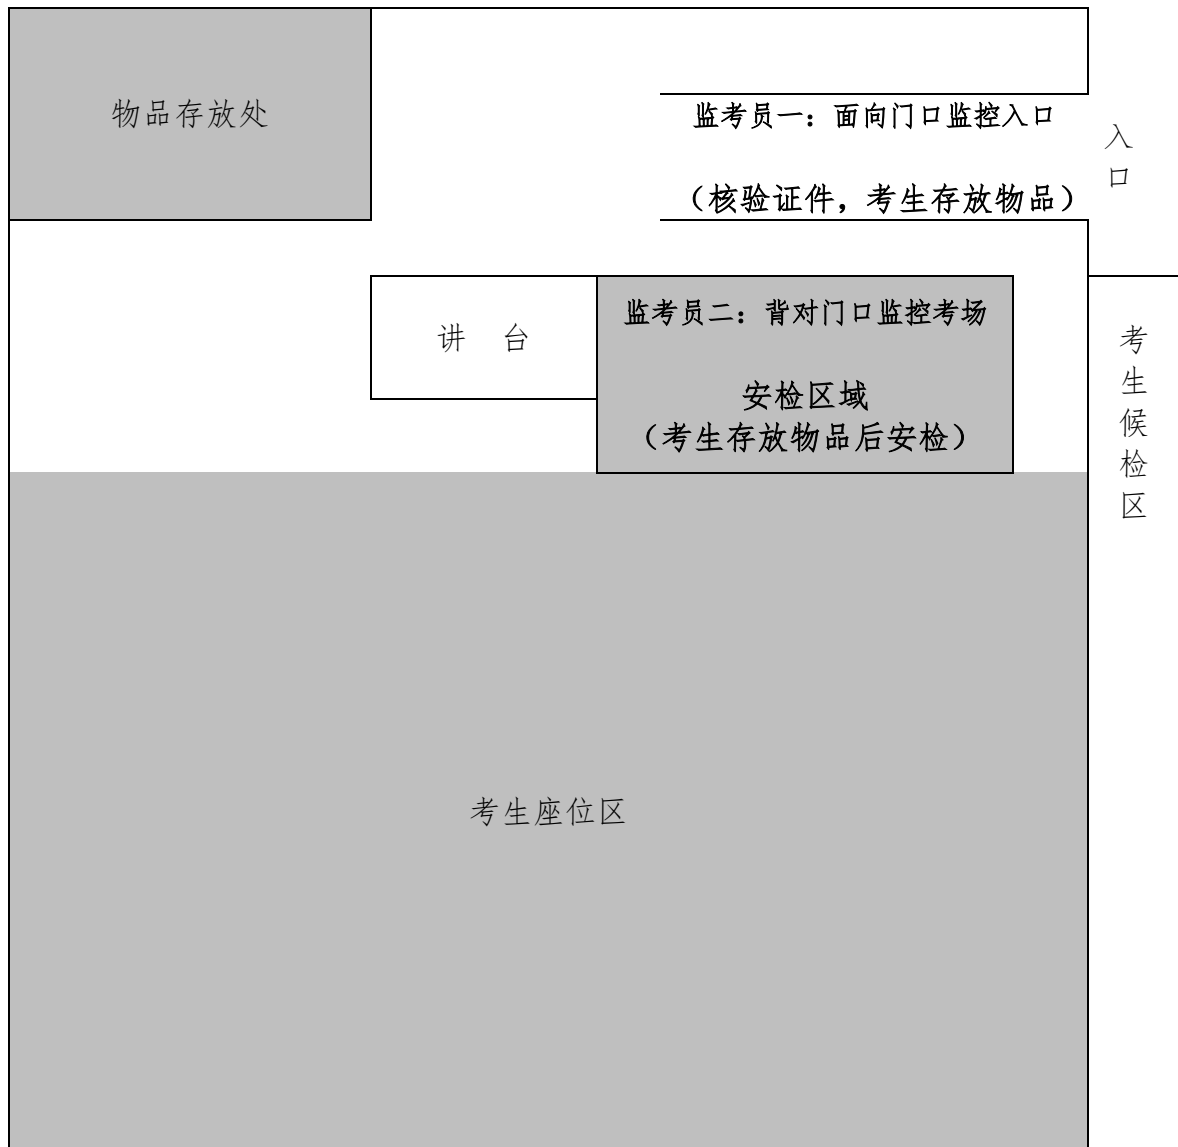 物品存放处
监考员一：面向门口监控入口
（核验证件，考生存放物品）
入
口
讲 台
监考员二：背对门口监控考场
安检区域
（考生存放物品后安检）
考
生
候
检
区
考生座位区